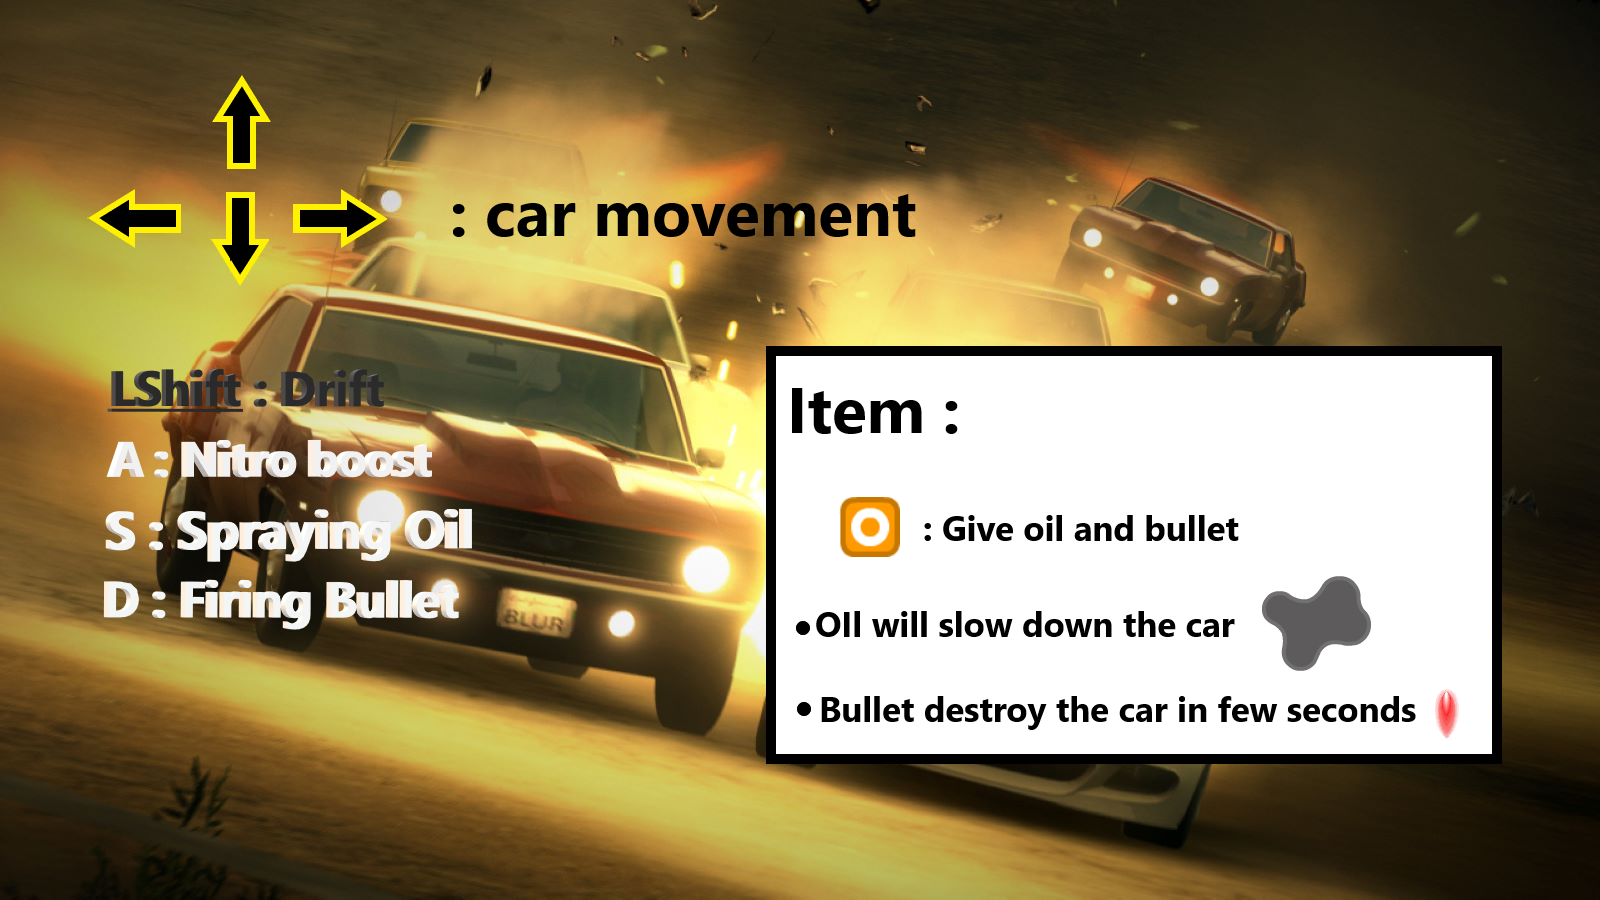 : car movement
LShift : Drift
A : Nitro boost
S : Spraying Oil
D : Firing Bullet
BLUR
Item :
: Give oil and bullet
•OIl will slow down the car
•Bullet destroy the car in few seconds